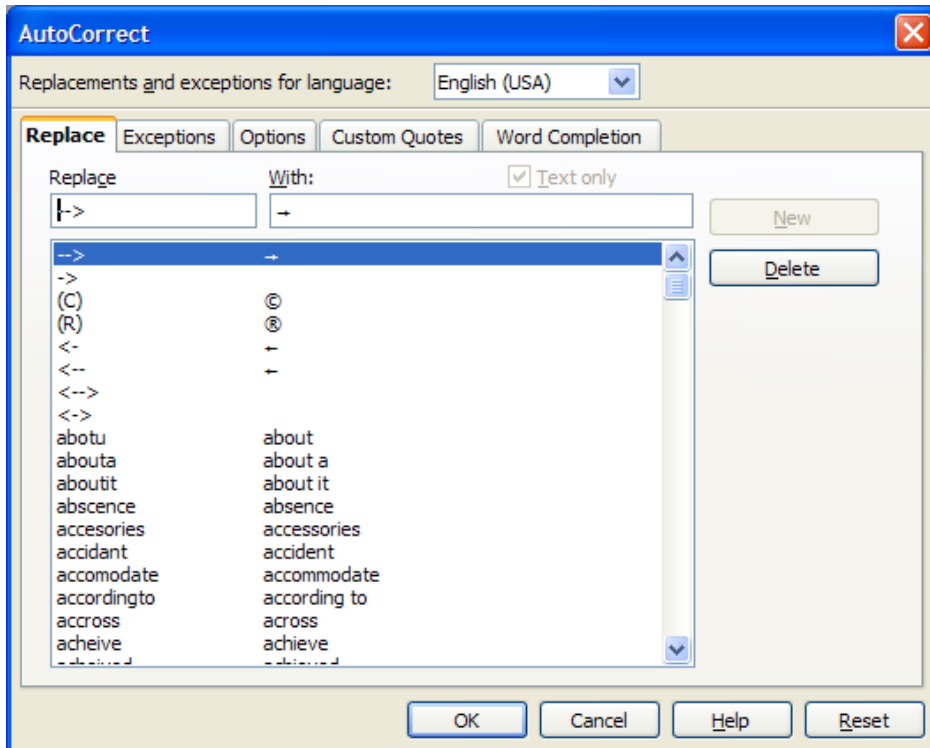 AutoCorrect
Replacements and exceptions for language: English (USA)
Replace Exceptions Options Custom Quotes Word Completion
Replace With: Text only
--> → New
--> →
-> Delete
(C) ©
(R) ®
<- ←
<-- ←
<-->
<->
abotu about
abouta about a
aboutit about it
abscence absence
accesories accessories
accidant accident
accomodate accommodate
accordingto according to
accross across
acheive achieve
acheived achieved
OK Cancel Help Reset